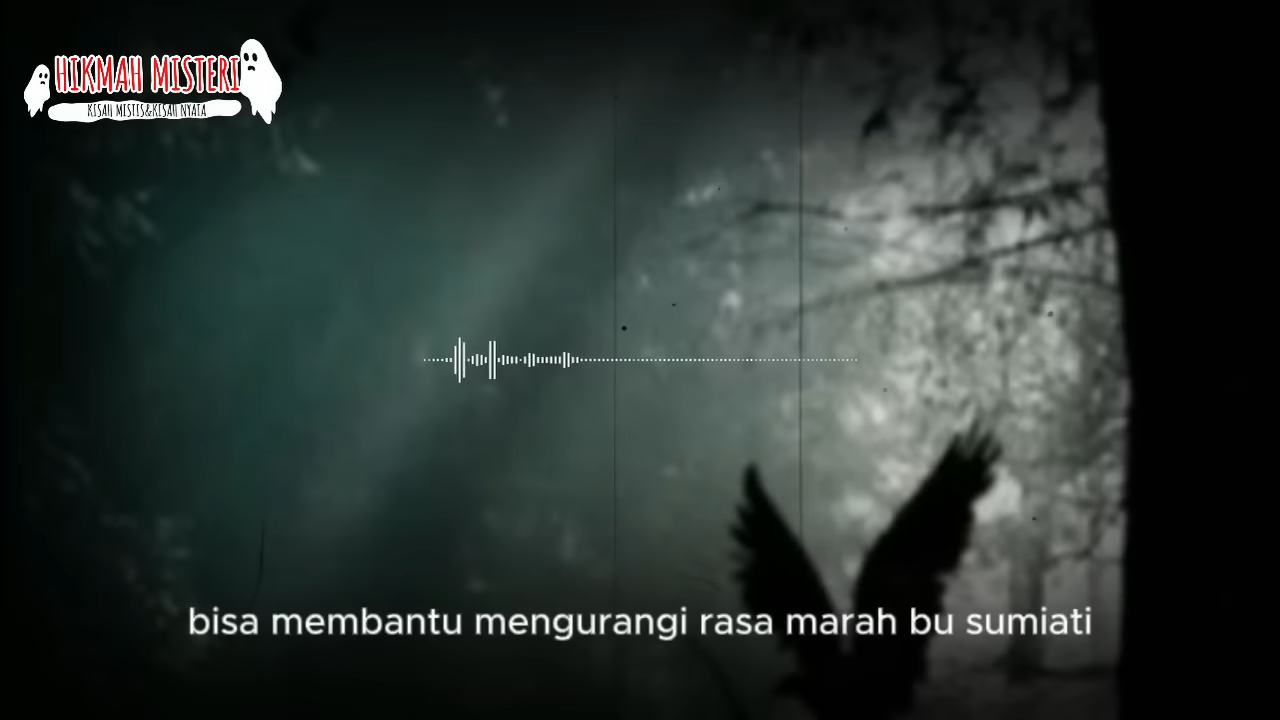 HIKMAH MISTERI
KISAH MISTIS&KISAH NYATA
bisa membantu mengurangi rasa marah bu sumiati